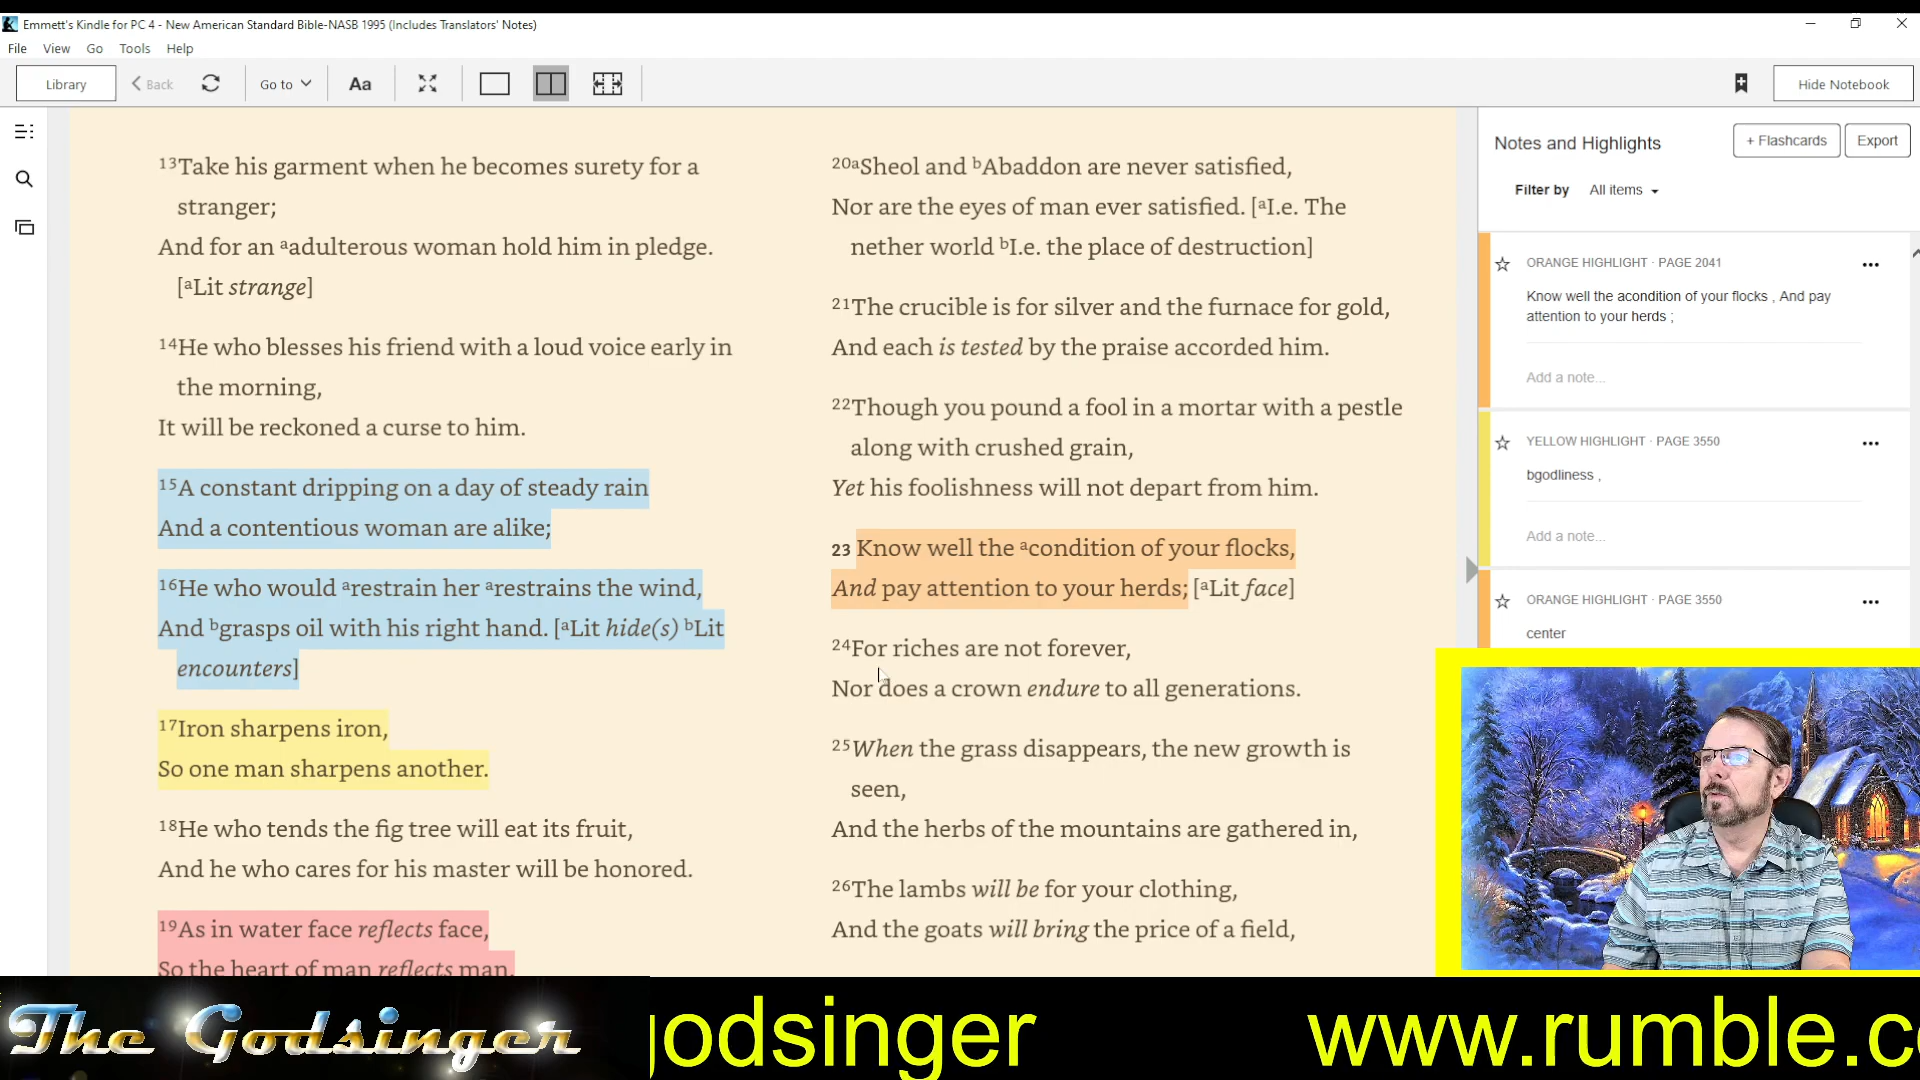 Emmett's Kindle for PC 4 - New American Standard Bible-NASB 1995 (Includes Translators' Notes)
File View Go Tools Help
Library
Back
Go to
Aa
Hide Notebook
13Take his garment when he becomes surety for a
stranger;
And for an aadulterous woman hold him in pledge.
[aLit strange]
14He who blesses his friend with a loud voice early in
the morning,
It will be reckoned a curse to him.
15A constant dripping on a day of steady rain
And a contentious woman are alike;
16He who would arestrain her arestrains the wind,
And bgrasps oil with his right hand. [aLit hide(s) bLit
encounters]
17Iron sharpens iron,
So one man sharpens another.
18He who tends the fig tree will eat its fruit,
And he who cares for his master will be honored.
19As in water face reflects face,
So the heart of man reflects man.
20aSheol and bAbaddon are never satisfied,
Nor are the eyes of man ever satisfied. [aI.e. The
nether world bI.e. the place of destruction]
21The crucible is for silver and the furnace for gold,
And each is tested by the praise accorded him.
22Though you pound a fool in a mortar with a pestle
along with crushed grain,
Yet his foolishness will not depart from him.
23 Know well the acondition of your flocks,
And pay attention to your herds; [aLit face]
24For riches are not forever,
Nor does a crown endure to all generations.
25When the grass disappears, the new growth is
seen,
And the herbs of the mountains are gathered in,
26The lambs will be for your clothing,
And the goats will bring the price of a field,
Notes and Highlights
+ Flashcards
Export
Filter by All items
ORANGE HIGHLIGHT · PAGE 2041
Know well the acondition of your flocks , And pay
attention to your herds ;
Add a note...
YELLOW HIGHLIGHT · PAGE 3550
bgodliness ,
Add a note...
ORANGE HIGHLIGHT · PAGE 3550
center
The Godsinger
godsinger
www.rumble.c